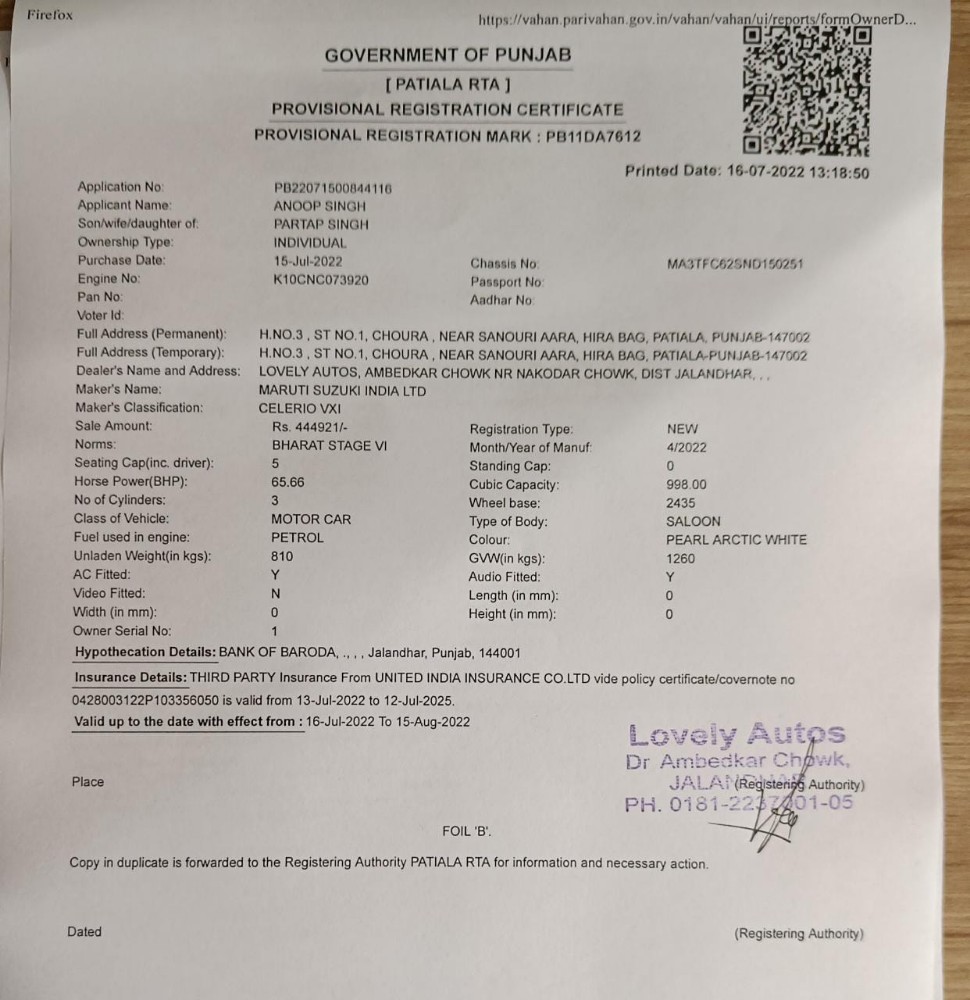 Firefox https://vahan.parivahan.gov.in/vahan/vahan/ui/reports/formOwnerD...
GOVERNMENT OF PUNJAB
[ PATIALA RTA ]
PROVISIONAL REGISTRATION CERTIFICATE
PROVISIONAL REGISTRATION MARK : PB11DA7612
Printed Date: 16-07-2022 13:18:50
Application No: PB22071500844116
Applicant Name: ANOOP SINGH
Son/wife/daughter of: PARTAP SINGH
Ownership Type: INDIVIDUAL
Purchase Date: 15-Jul-2022 Chassis No: MA3TFC62SND150251
Engine No: K10CNC073920 Passport No:
Pan No: Aadhar No:
Voter Id:
Full Address (Permanent): H.NO.3 , ST NO.1, CHOURA , NEAR SANOURI AARA, HIRA BAG, PATIALA, PUNJAB-147002
Full Address (Temporary): H.NO.3 , ST NO.1, CHOURA , NEAR SANOURI AARA, HIRA BAG, PATIALA-PUNJAB-147002
Dealer's Name and Address: LOVELY AUTOS, AMBEDKAR CHOWK NR NAKODAR CHOWK, DIST JALANDHAR, , ,
Maker's Name: MARUTI SUZUKI INDIA LTD
Maker's Classification: CELERIO VXI
Sale Amount: Rs. 444921/- Registration Type: NEW
Norms: BHARAT STAGE VI Month/Year of Manuf: 4/2022
Seating Cap(inc. driver): 5 Standing Cap: 0
Horse Power(BHP): 65.66 Cubic Capacity: 998.00
No of Cylinders: 3 Wheel base: 2435
Class of Vehicle: MOTOR CAR Type of Body: SALOON
Fuel used in engine: PETROL Colour: PEARL ARCTIC WHITE
Unladen Weight(in kgs): 810 GVW(in kgs): 1260
AC Fitted: Y Audio Fitted: Y
Video Fitted: N Length (in mm): 0
Width (in mm): 0 Height (in mm): 0
Owner Serial No: 1
Hypothecation Details: BANK OF BARODA, ., , , Jalandhar, Punjab, 144001
Insurance Details: THIRD PARTY Insurance From UNITED INDIA INSURANCE CO.LTD vide policy certificate/covernote no
0428003122P103356050 is valid from 13-Jul-2022 to 12-Jul-2025.
Valid up to the date with effect from : 16-Jul-2022 To 15-Aug-2022
Lovely Autos
Dr Ambedkar Chowk,
Place (Registering Authority)
FOIL 'B'.
Copy in duplicate is forwarded to the Registering Authority PATIALA RTA for information and necessary action.
Dated (Registering Authority)